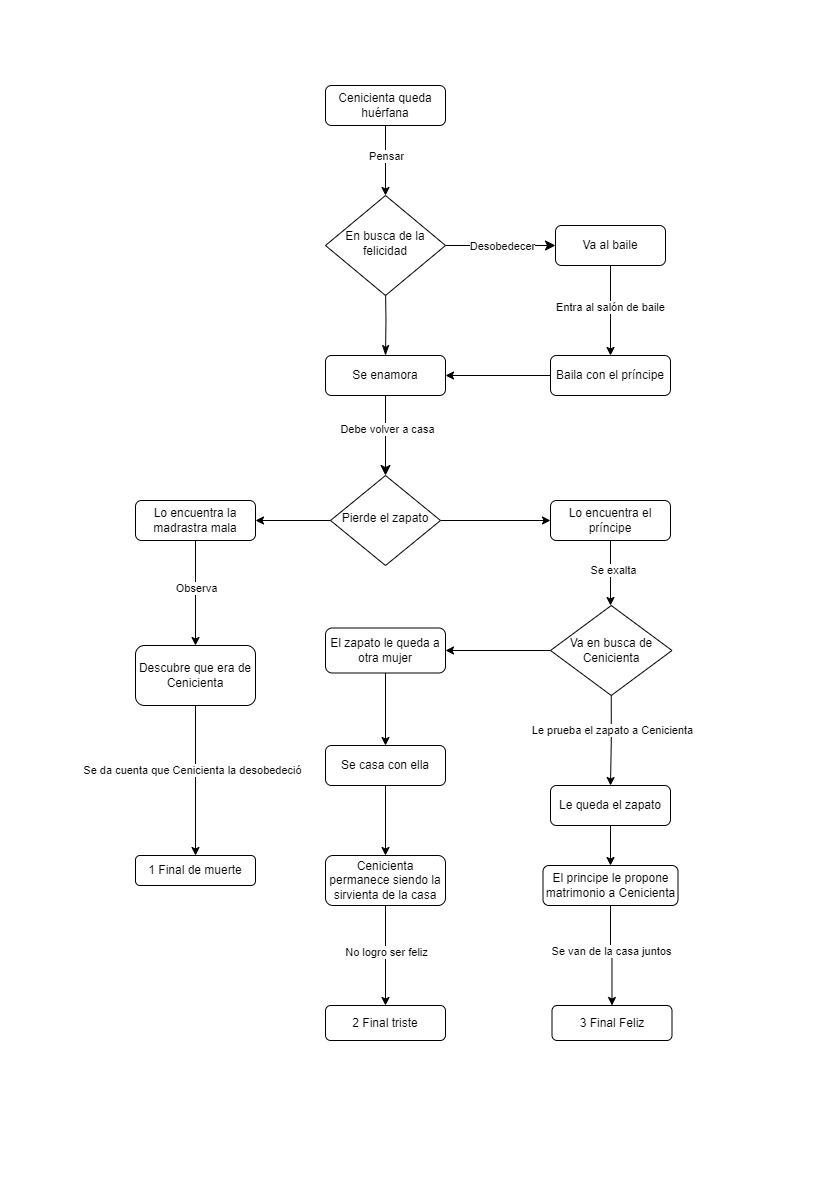 Cenicienta queda
huérfana
Pensar
En busca de la
felicidad
Desobedecer
Va al baile
Entra al salón de baile
Se enamora
Baila con el príncipe
Debe volver a casa
Lo encuentra la
madrastra mala
Pierde el zapato
Lo encuentra el
príncipe
Observa
Se exalta
Descubre que era de
Cenicienta
El zapato le queda a
otra mujer
Va en busca de
Cenicienta
Le prueba el zapato a Cenicienta
Se da cuenta que Cenicienta la desobedeció
Se casa con ella
Le queda el zapato
1 Final de muerte
Cenicienta
permanece siendo la
sirvienta de la casa
El principe le propone
matrimonio a Cenicienta
No logro ser feliz
Se van de la casa juntos
2 Final triste
3 Final Feliz